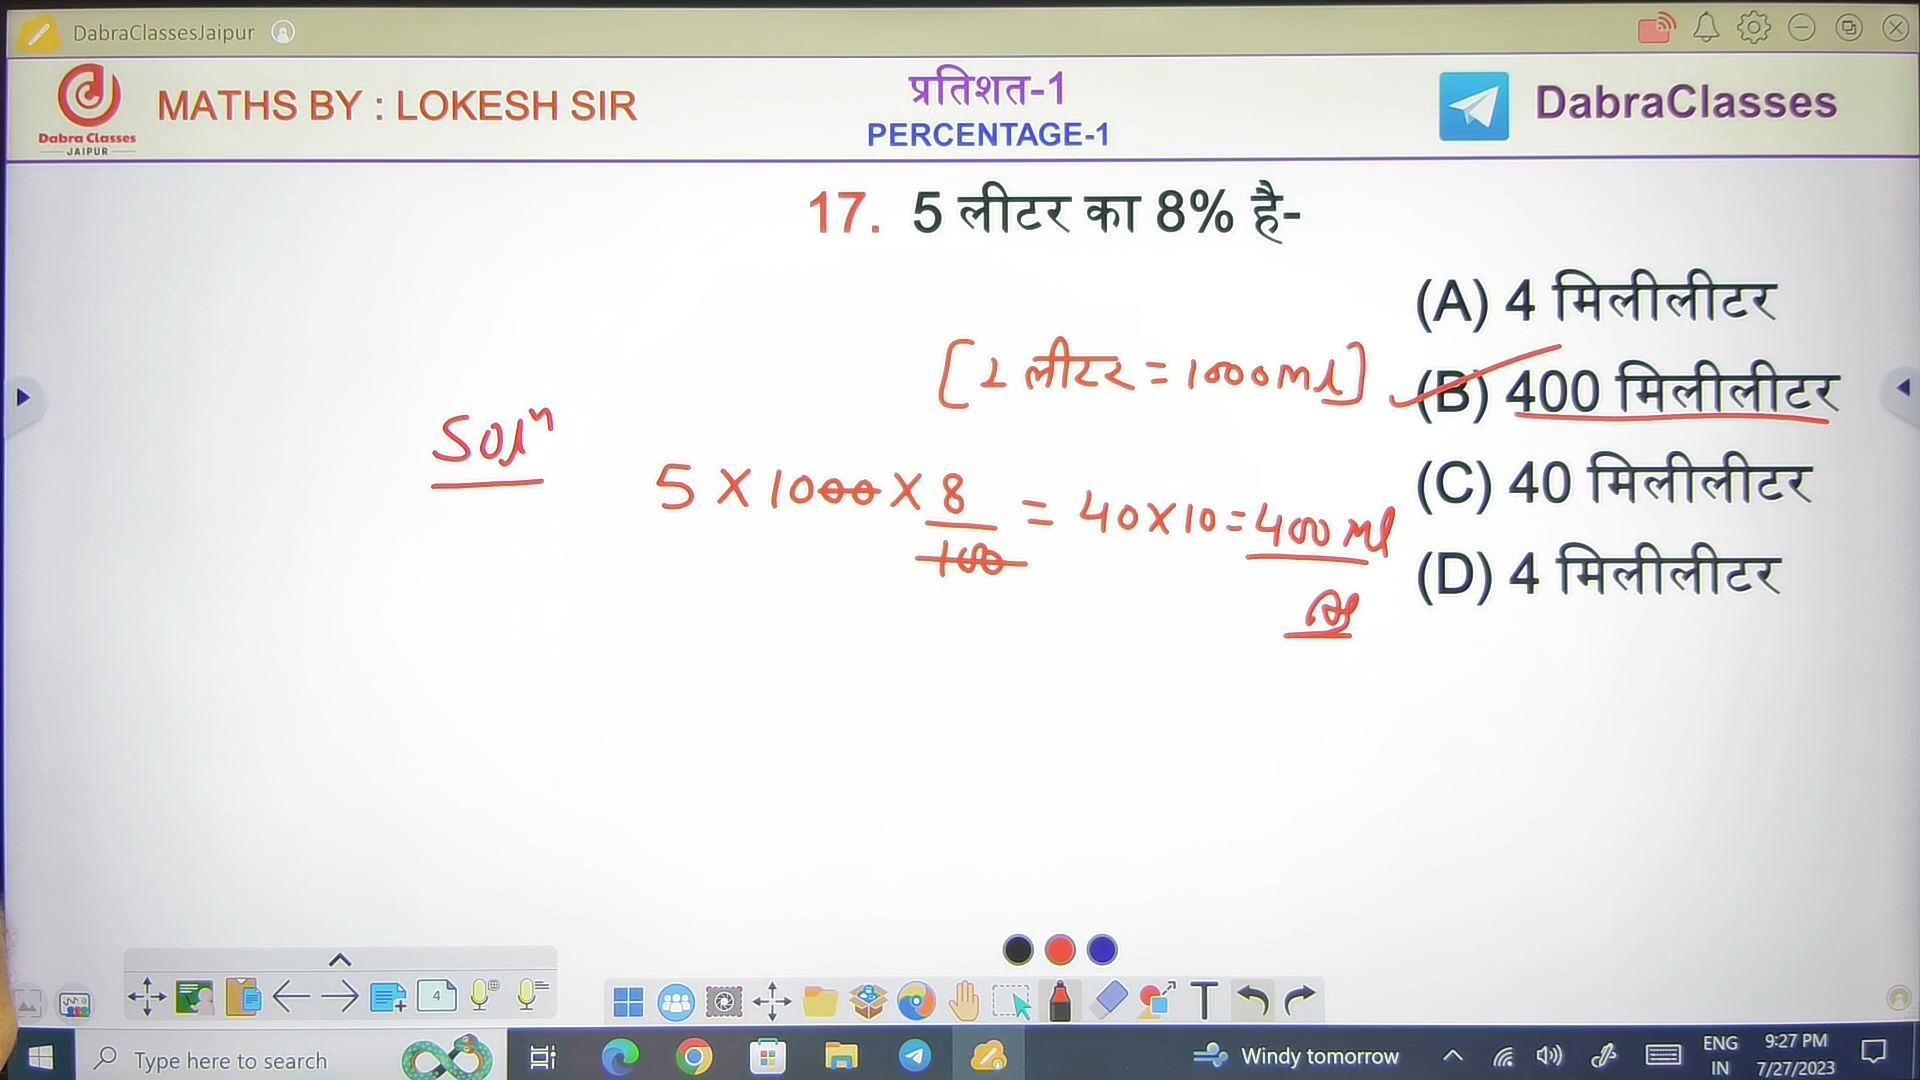 DabraClassesJaipur
Dabra Classes
JAIPUR
MATHS BY : LOKESH SIR
प्रतिशत-1
PERCENTAGE-1
DabraClasses
17. 5 लीटर का 8% है-
(A) 4 मिलीलीटर
[1 लीटर = 1000ml]
(B) 400 मिलीलीटर
Solⁿ
5 × 1000 × 8/100 = 40×10 = 400 ml
(C) 40 मिलीलीटर
(D) 4 मिलीलीटर
4
T
Type here to search
Windy tomorrow
ENG
IN
9:27 PM
7/27/2023